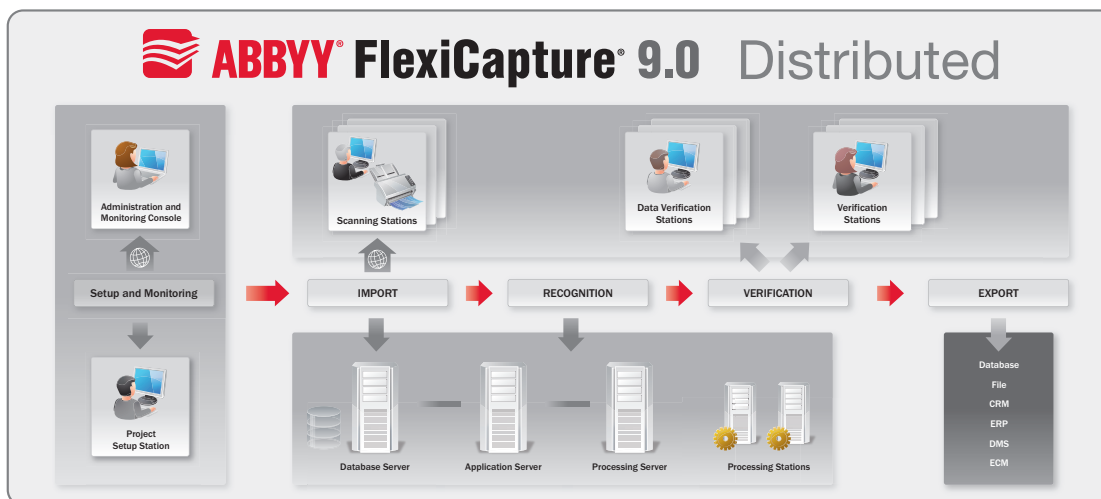 ABBYY® FlexiCapture® 9.0 Distributed
Administration and
Monitoring Console
Scanning Stations
Data Verification
Stations
Verification
Stations
Setup and Monitoring
IMPORT
RECOGNITION
VERIFICATION
EXPORT
Project
Setup Station
Database Server
Application Server
Processing Server
Processing Stations
Database
File
CRM
ERP
DMS
ECM